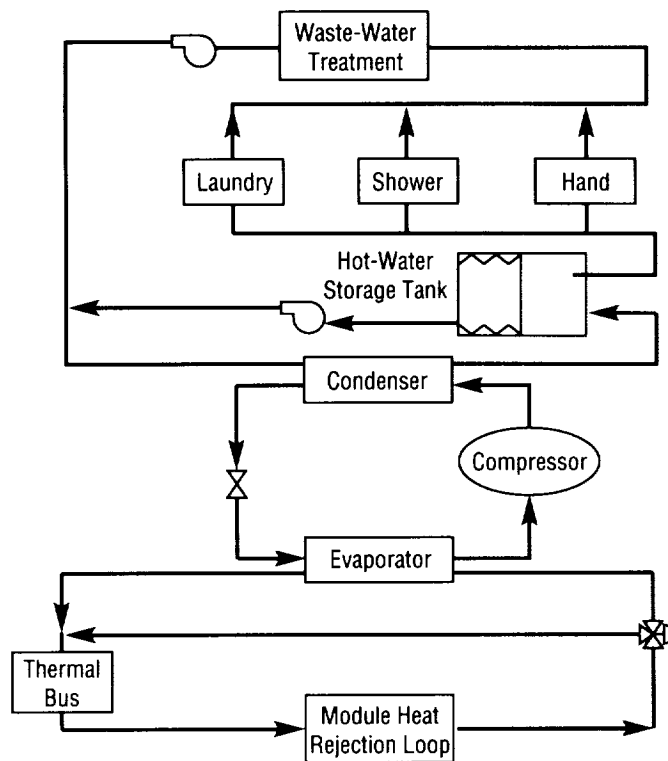 Waste-Water
Treatment
Laundry
Shower
Hand
Hot-Water
Storage Tank
Condenser
Compressor
Evaporator
Thermal
Bus
Module Heat
Rejection Loop